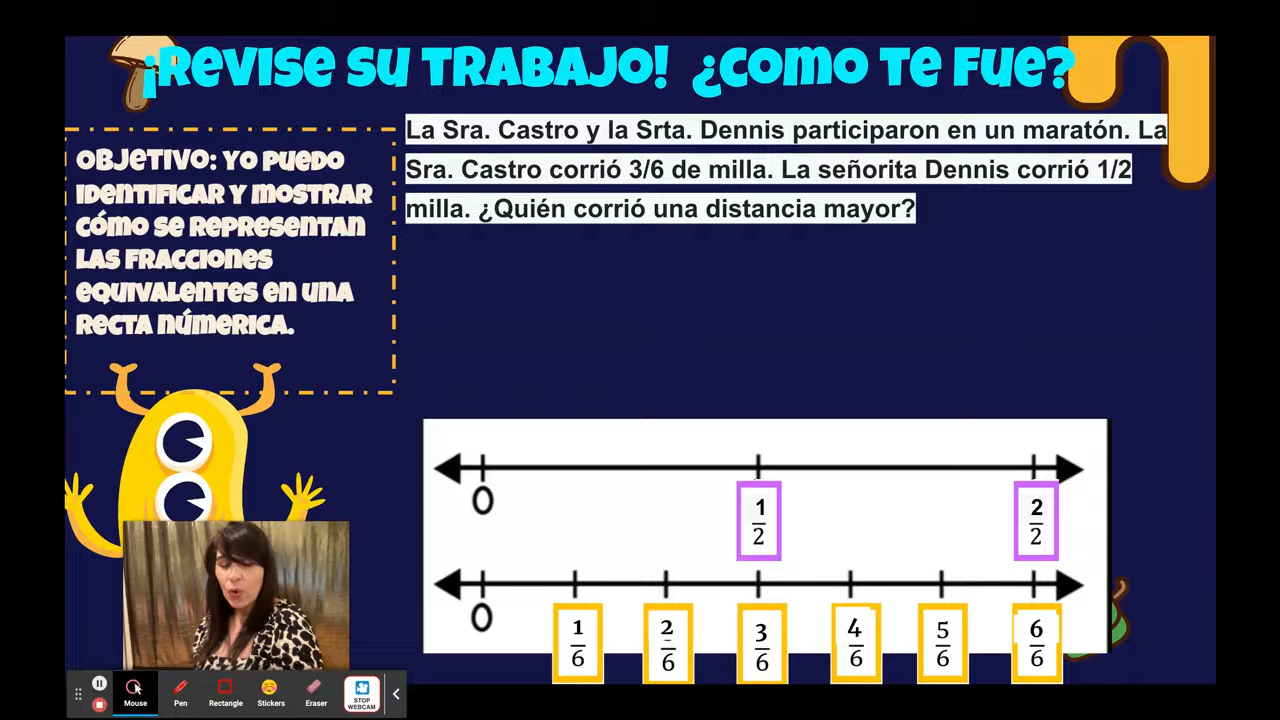 ¡Revise su trabajo! ¿Como te fue?
Objetivo: Yo puedo
identificar y mostrar
cómo se representan
las fracciones
equivalentes en una
recta númerica.
La Sra. Castro y la Srta. Dennis participaron en un maratón. La
Sra. Castro corrió 3/6 de milla. La señorita Dennis corrió 1/2
milla. ¿Quién corrió una distancia mayor?
0 1/2 2/2
0 1/6 2/6 3/6 4/6 5/6 6/6
Mouse Pen Rectangle Stickers Eraser STOP WEBCAM